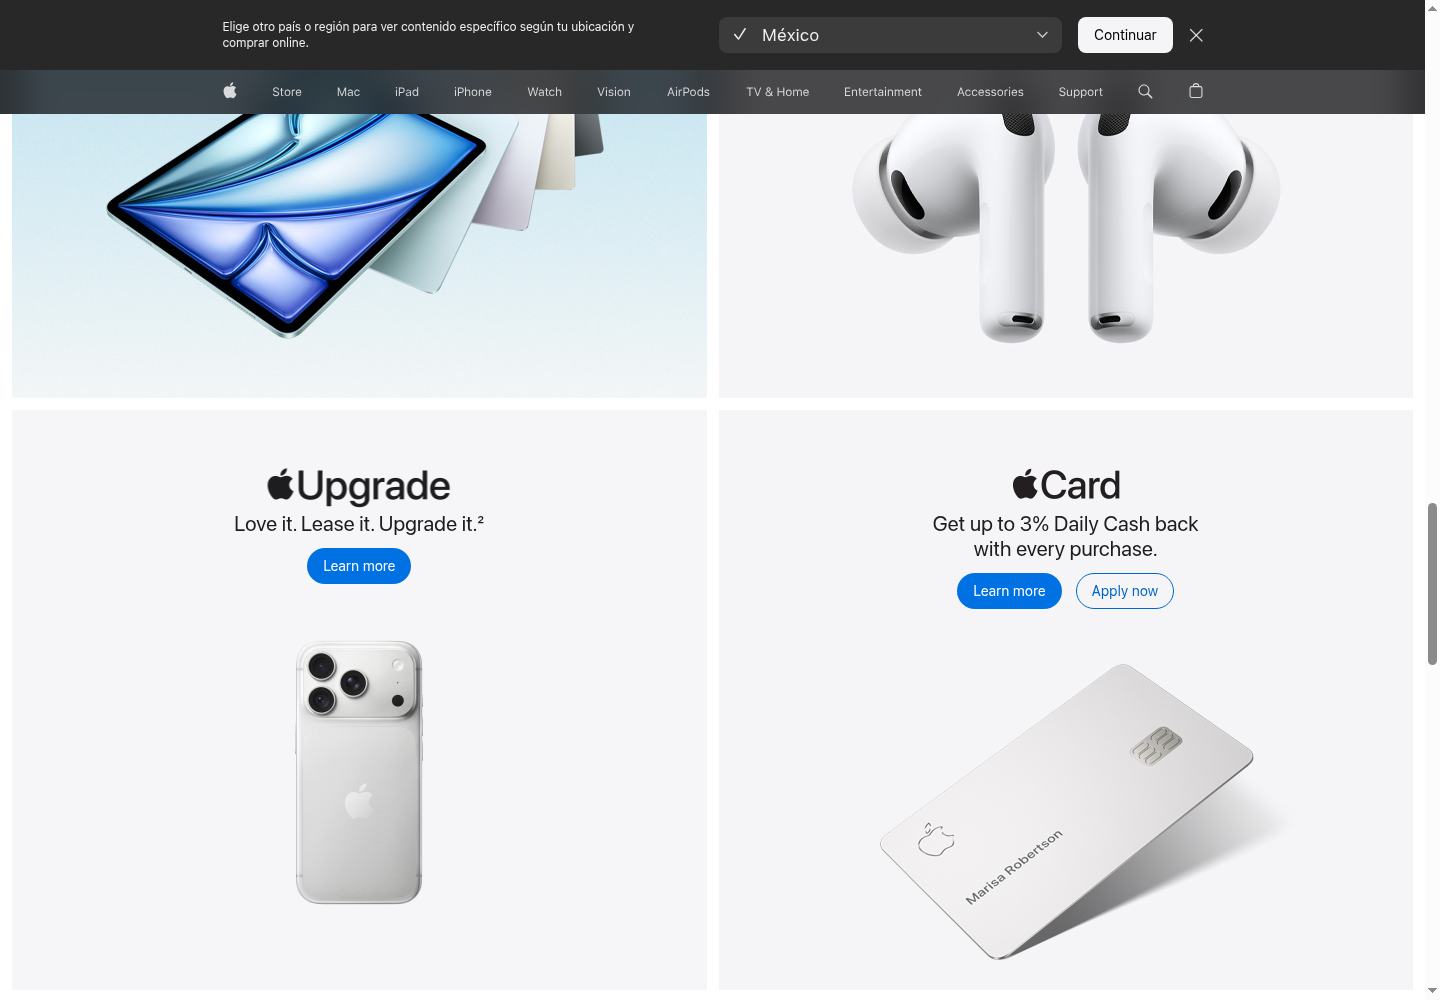 Elige otro país o región para ver contenido específico según tu ubicación y
comprar online.
México
Continuar
Store
Mac
iPad
iPhone
Watch
Vision
AirPods
TV & Home
Entertainment
Accessories
Support
Upgrade
Love it. Lease it. Upgrade it.²
Learn more
Card
Get up to 3% Daily Cash back
with every purchase.
Learn more
Apply now
Marisa Robertson